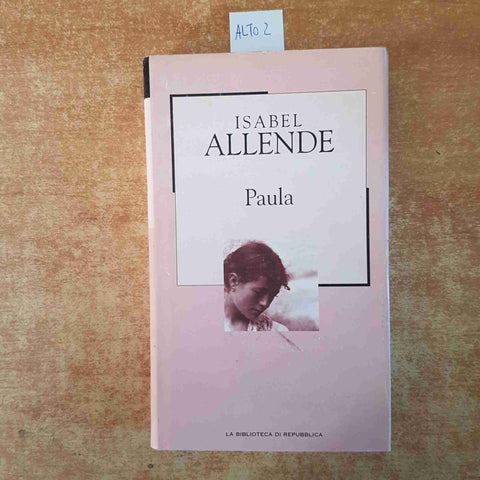 ALTO 2
ISABEL
ALLENDE
Paula
LA BIBLIOTECA DI REPUBBLICA